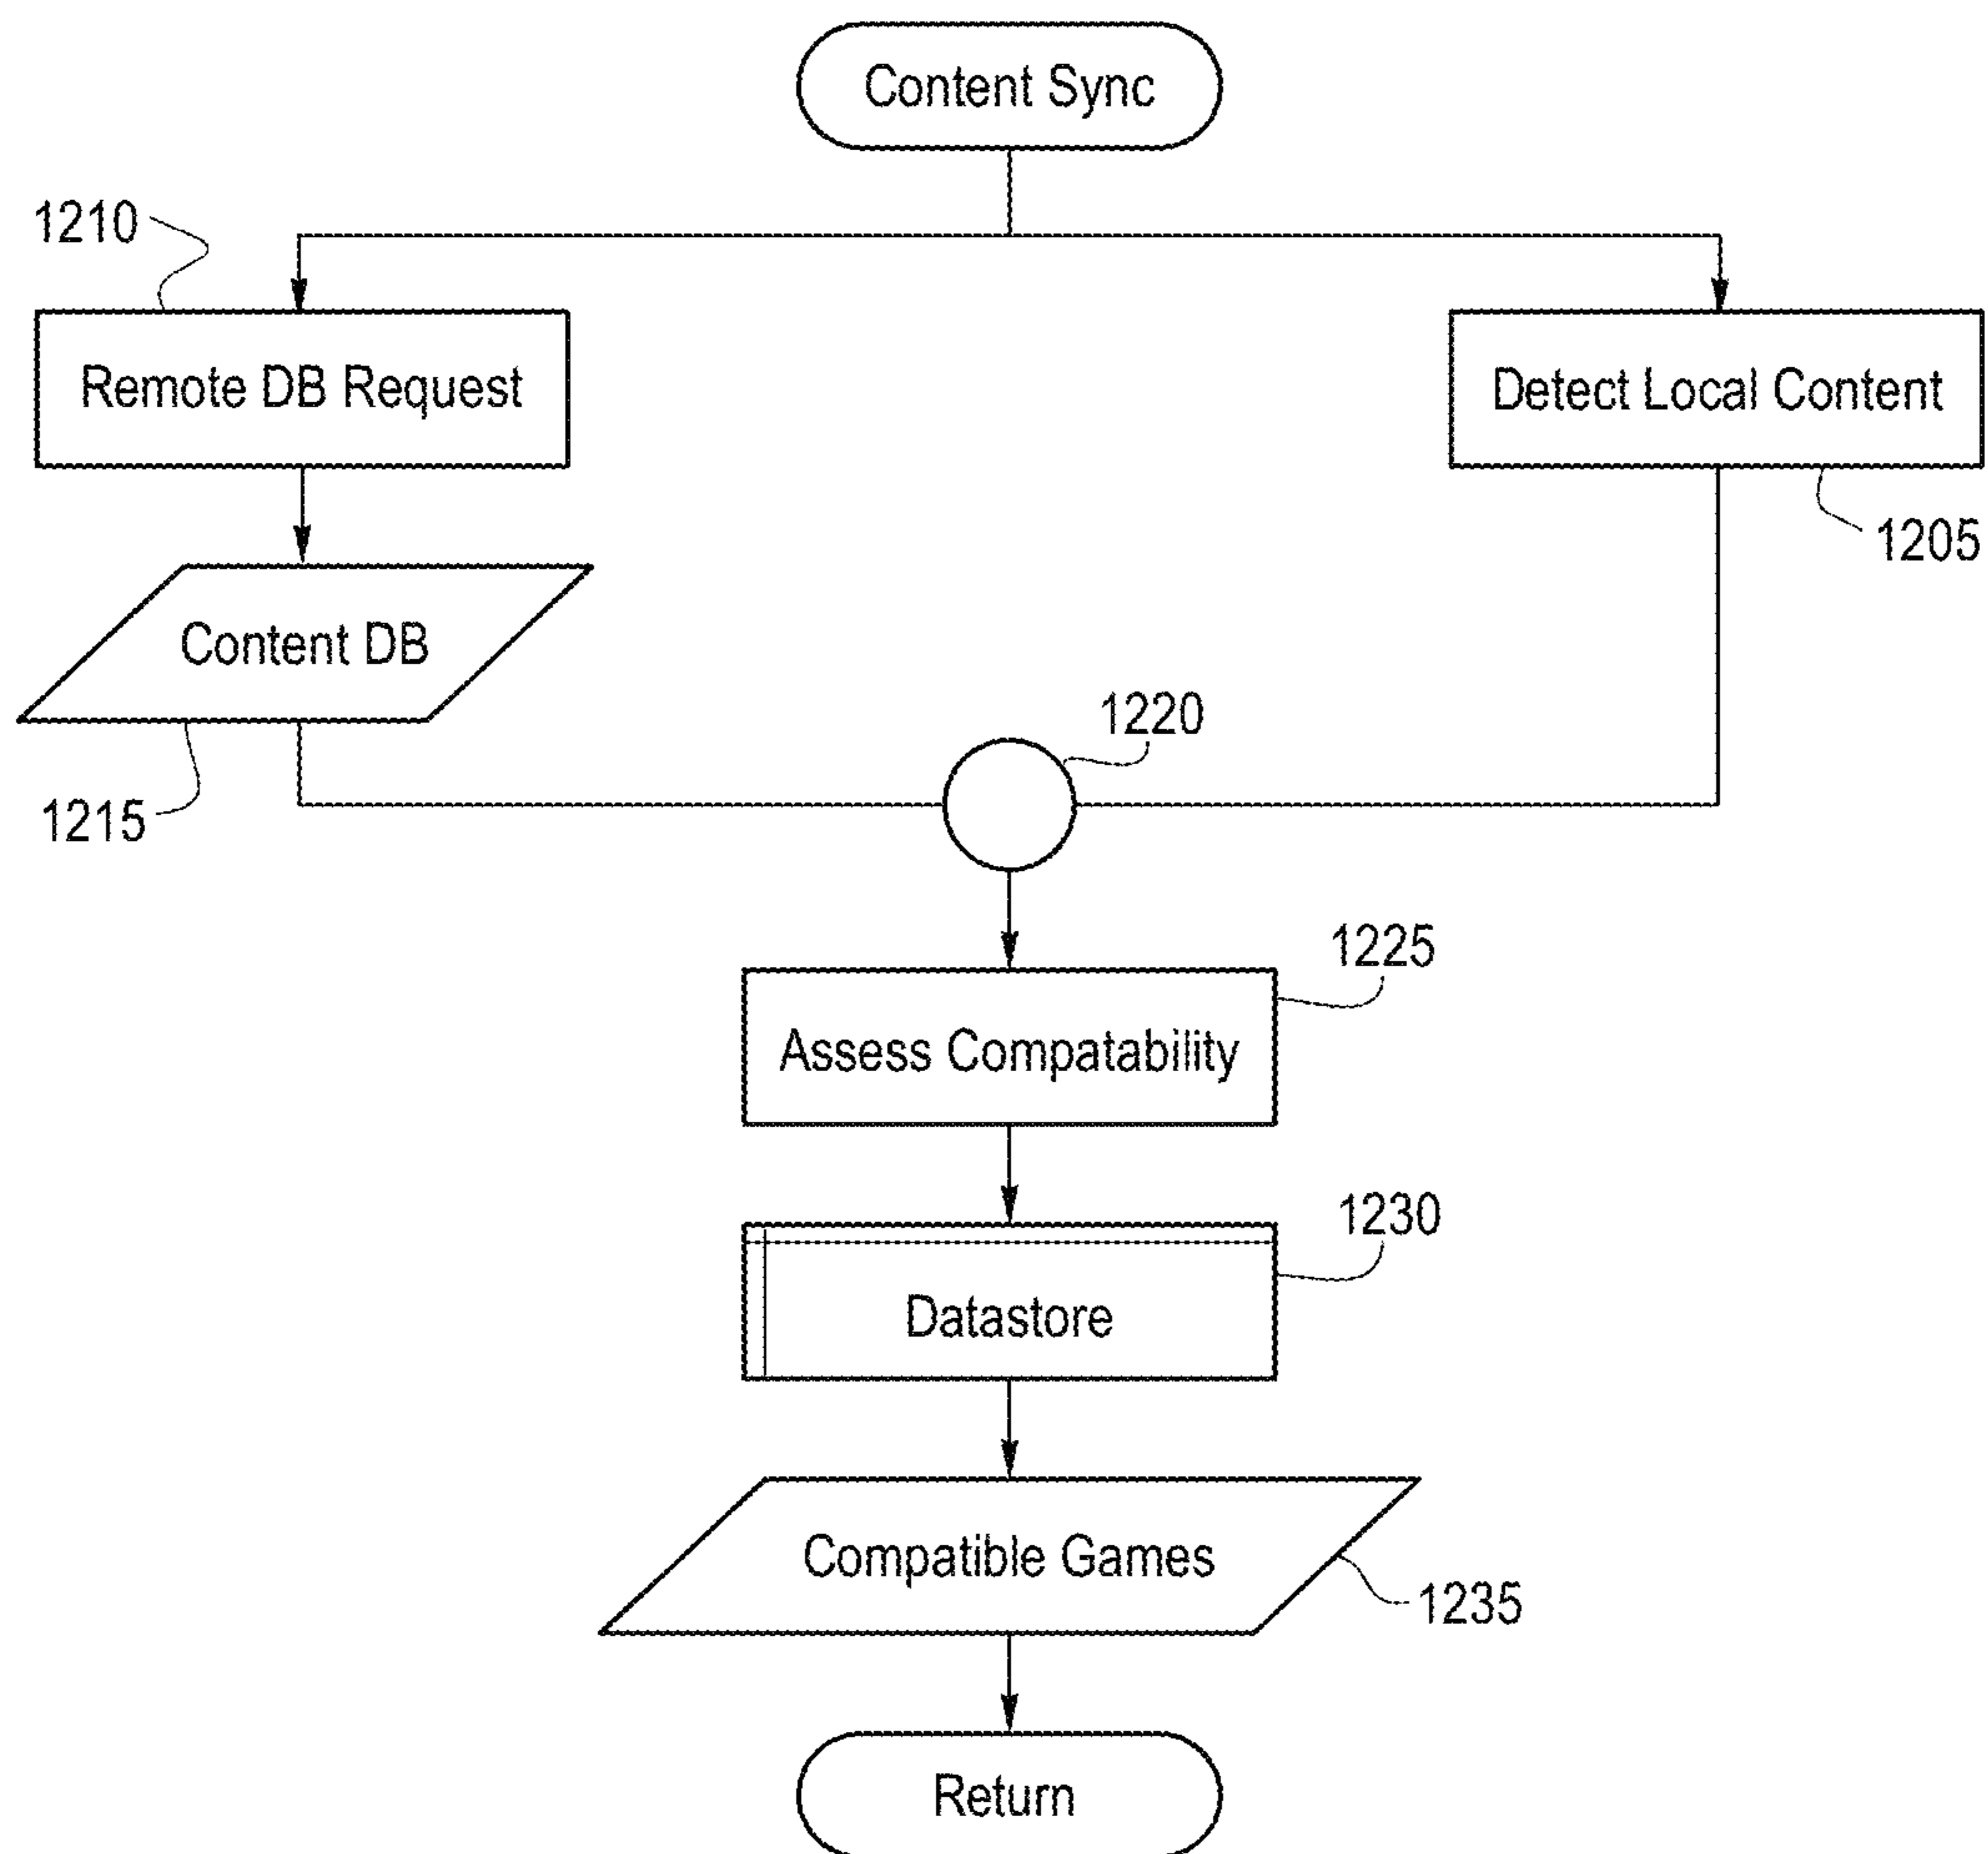 Content Sync
1210
Remote DB Request
Detect Local Content
1205
Content DB
1220
1215
1225
Assess Compatability
1230
Datastore
Compatible Games
1235
Return